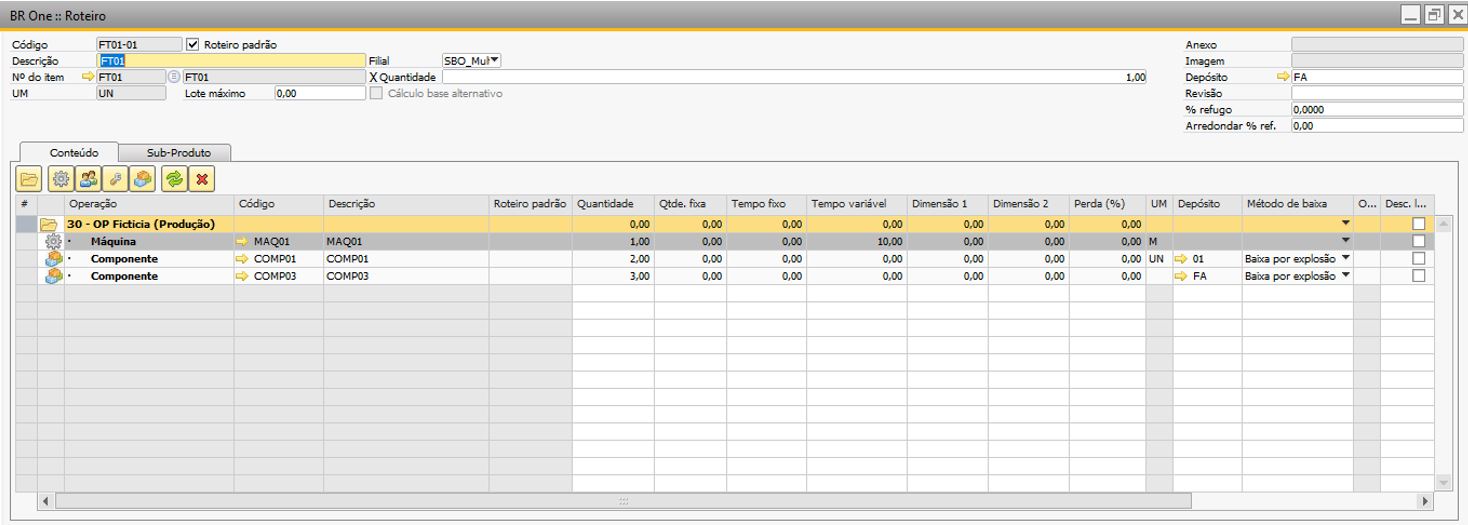 BR One :: Roteiro
Código FT01-01 Roteiro padrão Anexo
Descrição FT01 Filial SBO_Mul Imagem
Nº do item FT01 FT01 X Quantidade 1,00 Depósito FA
UM UN Lote máximo 0,00 Cálculo base alternativo Revisão
% refugo 0,0000
Arredondar % ref. 0,00
Conteúdo Sub-Produto
# Operação Código Descrição Roteiro padrão Quantidade Qtde. fixa Tempo fixo Tempo variável Dimensão 1 Dimensão 2 Perda (%) UM Depósito Método de baixa O... Desc. I...
30 - OP Ficticia (Produção) 0,00 0,00 0,00 0,00 0,00 0,00 0,00
Máquina MAQ01 MAQ01 1,00 0,00 0,00 10,00 0,00 0,00 0,00 M
Componente COMP01 COMP01 2,00 0,00 0,00 0,00 0,00 0,00 0,00 UN 01 Baixa por explosão
Componente COMP03 COMP03 3,00 0,00 0,00 0,00 0,00 0,00 0,00 FA Baixa por explosão